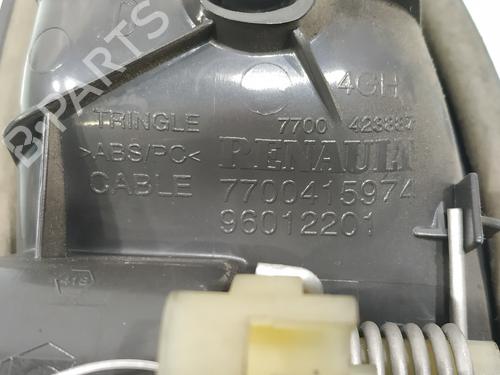 4CH
TRINGLE 7700 423887
>ABS/PC< RENAULT
CABLE 7700415974
96012201
B-PARTS